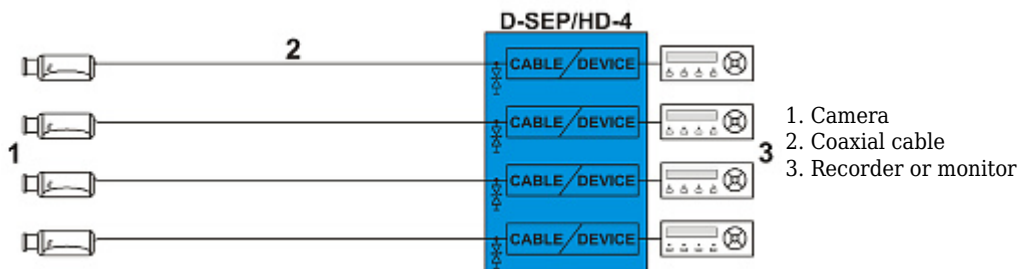 D-SEP/HD-4
2
CABLE/DEVICE
CABLE/DEVICE
1. Camera
1
3
2. Coaxial cable
3. Recorder or monitor
CABLE/DEVICE
CABLE/DEVICE